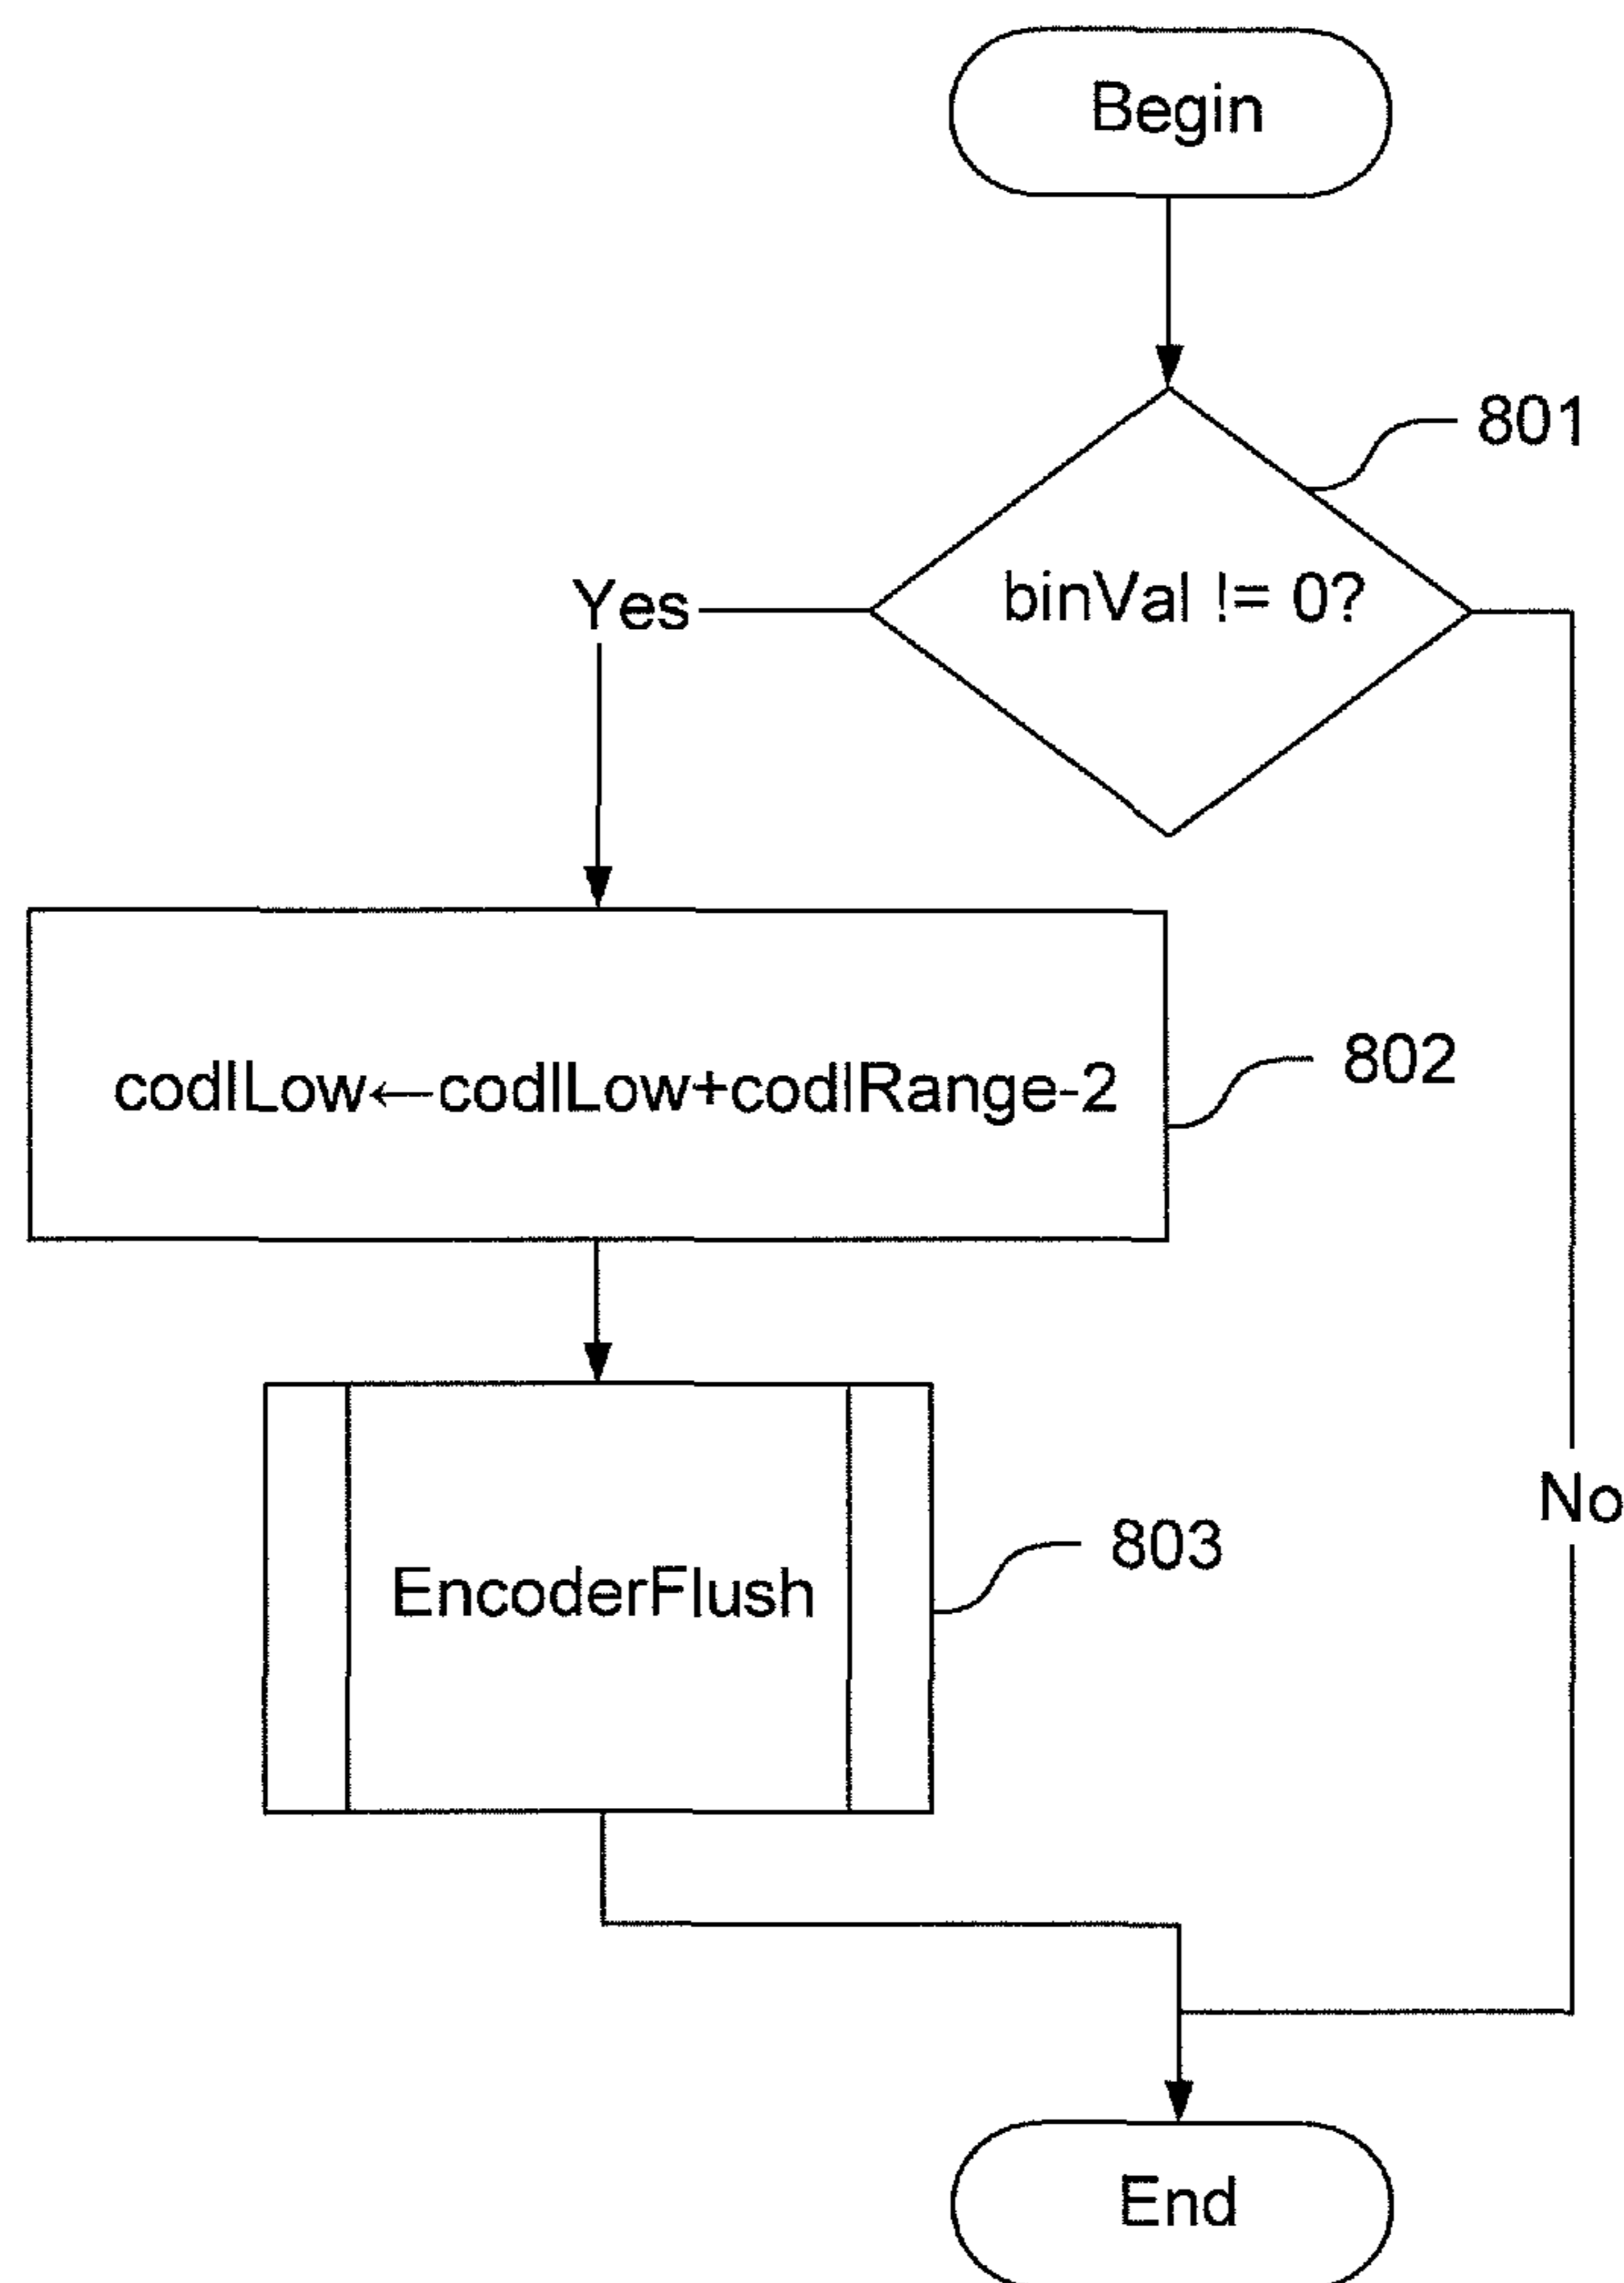 Begin
801
binVal != 0?
Yes
802
codILow←codILow+codIRange-2
No
803
EncoderFlush
End